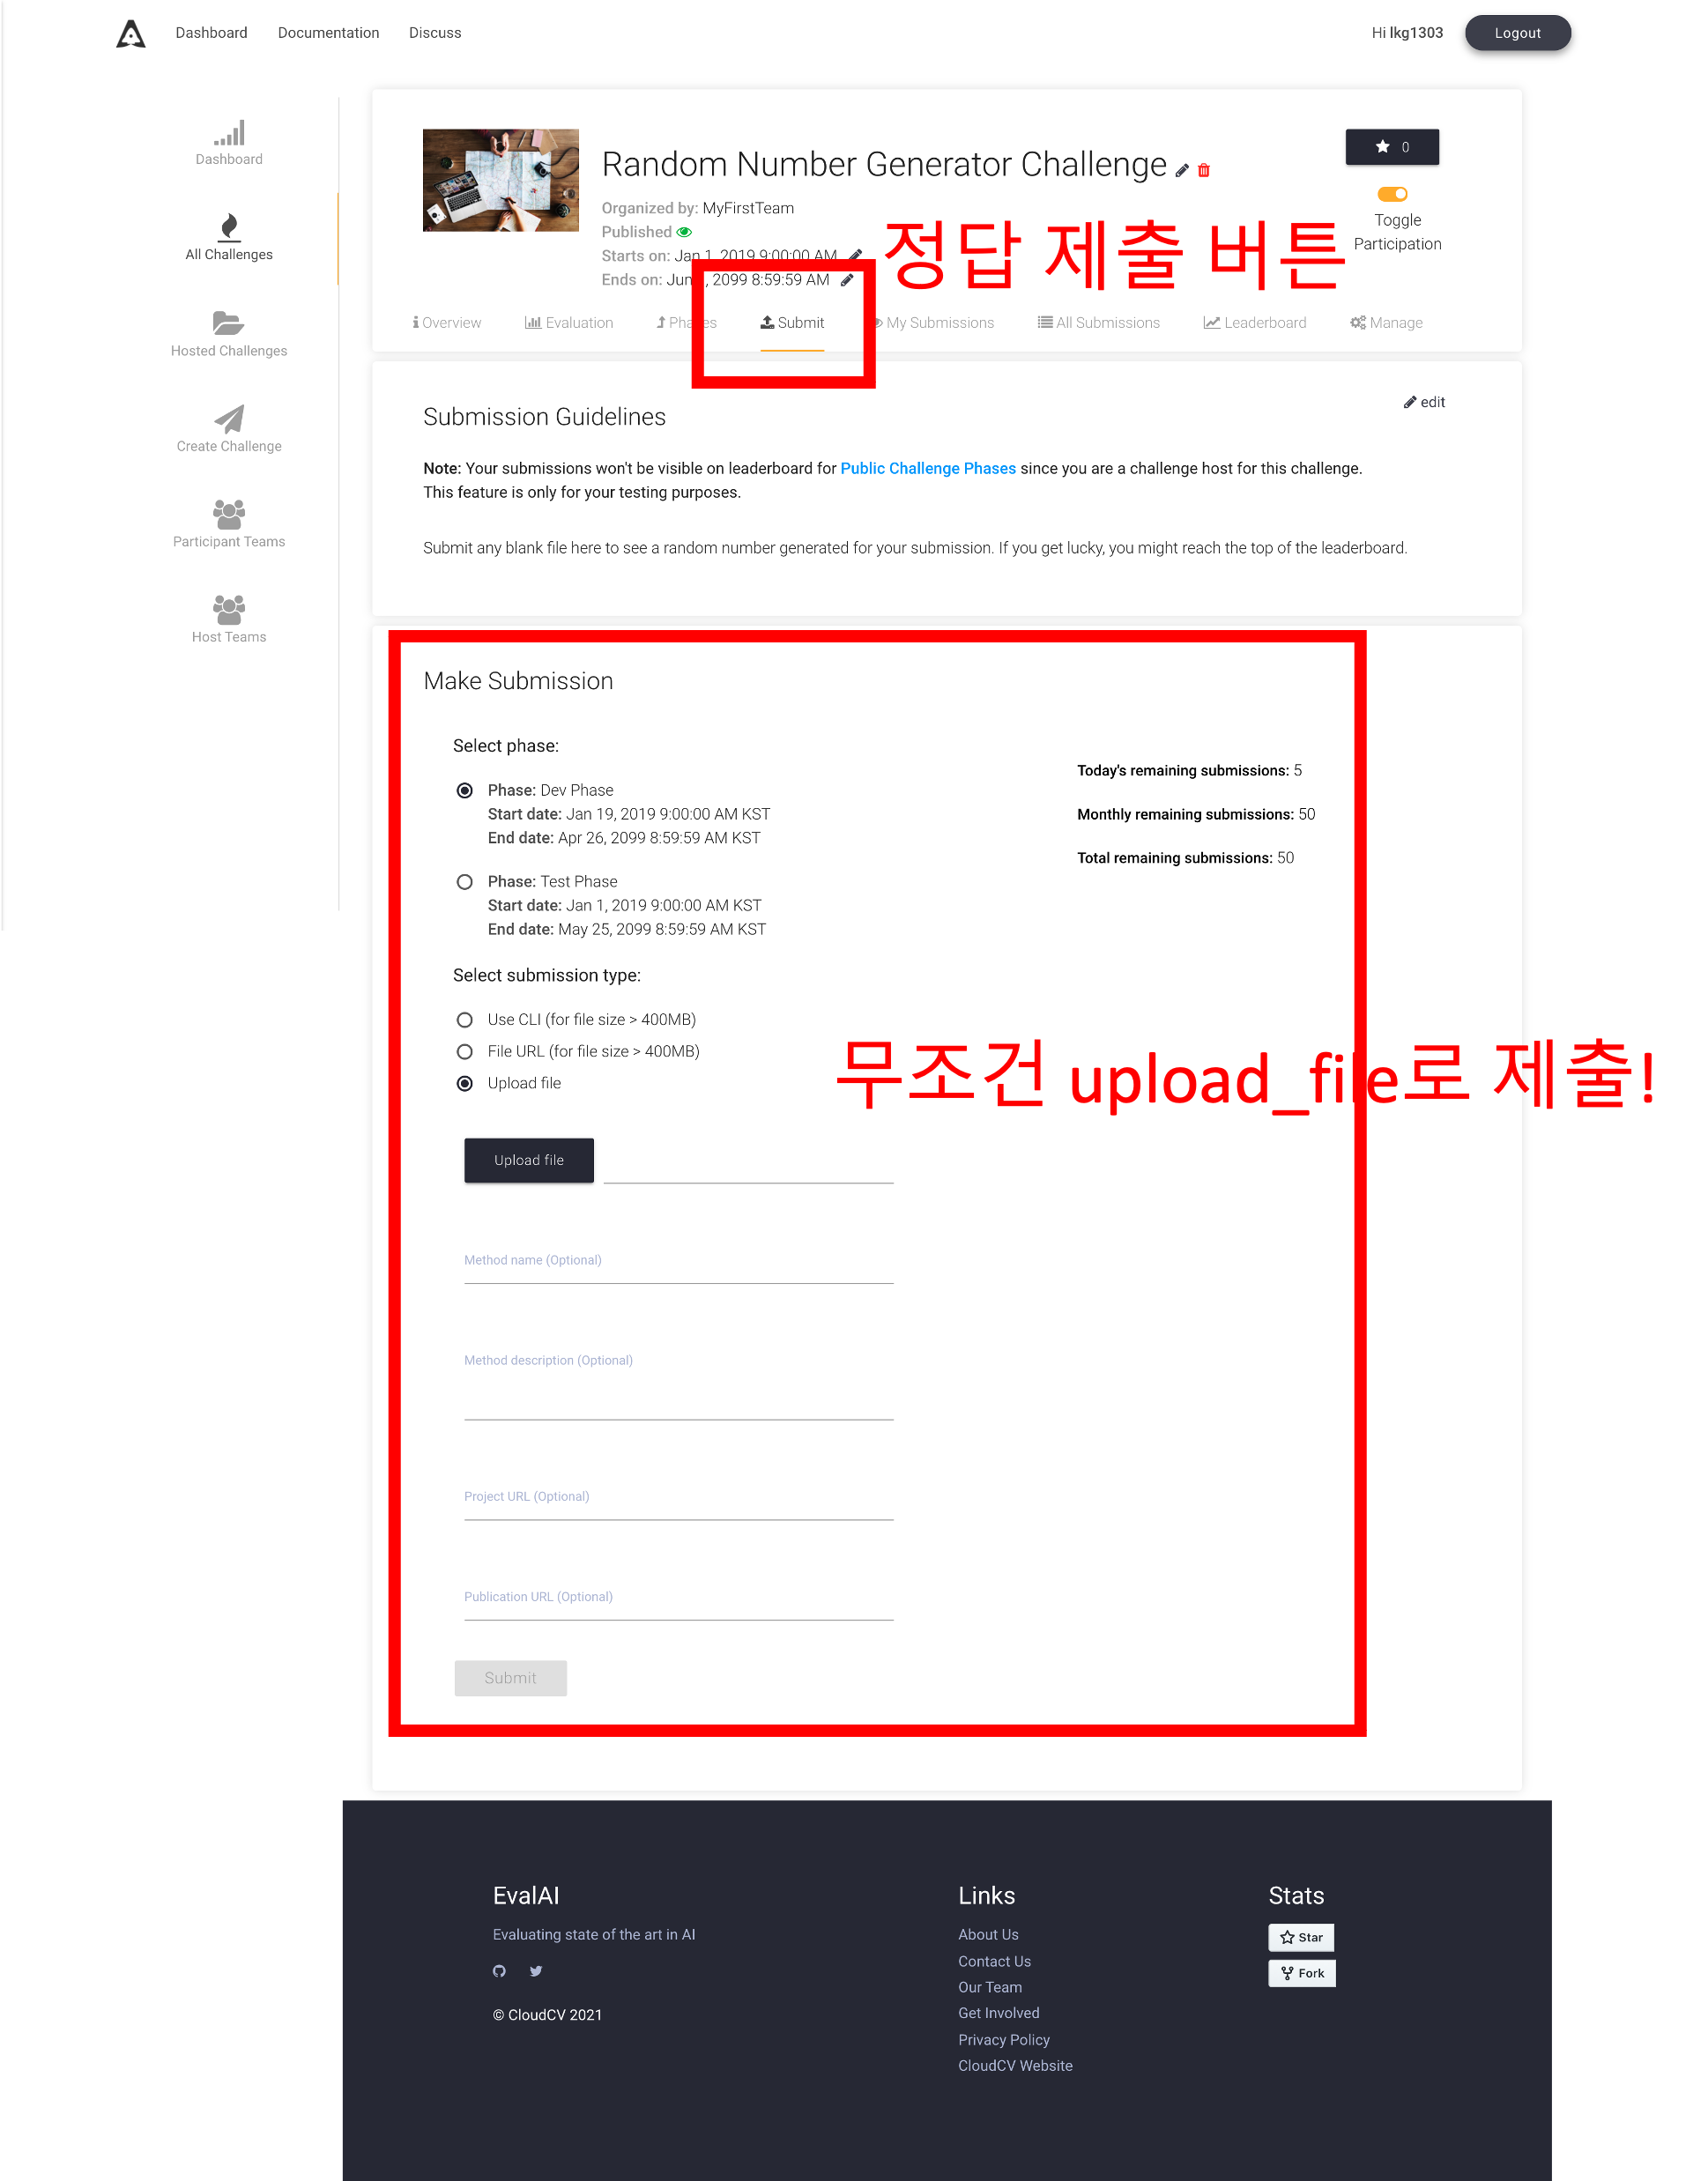 Dashboard Documentation Discuss Hi lkg1303 Logout
Dashboard
All Challenges
Hosted Challenges
Create Challenge
Participant Teams
Host Teams
Random Number Generator Challenge
Organized by: MyFirstTeam
Published
Starts on: Jan 1, 2019 9:00:00 AM
Ends on: Jun , 2099 8:59:59 AM
0
Toggle
Participation
정답 제출 버튼
Overview Evaluation Phases Submit My Submissions All Submissions Leaderboard Manage
Submission Guidelines
edit
Note: Your submissions won't be visible on leaderboard for Public Challenge Phases since you are a challenge host for this challenge.
This feature is only for your testing purposes.
Submit any blank file here to see a random number generated for your submission. If you get lucky, you might reach the top of the leaderboard.
Make Submission
Select phase:
Phase: Dev Phase
Start date: Jan 19, 2019 9:00:00 AM KST
End date: Apr 26, 2099 8:59:59 AM KST
Phase: Test Phase
Start date: Jan 1, 2019 9:00:00 AM KST
End date: May 25, 2099 8:59:59 AM KST
Today's remaining submissions: 5
Monthly remaining submissions: 50
Total remaining submissions: 50
Select submission type:
Use CLI (for file size > 400MB)
File URL (for file size > 400MB)
Upload file
무조건 upload_file로 제출!
Upload file
Method name (Optional)
Method description (Optional)
Project URL (Optional)
Publication URL (Optional)
Submit
EvalAI
Evaluating state of the art in AI
© CloudCV 2021
Links
About Us
Contact Us
Our Team
Get Involved
Privacy Policy
CloudCV Website
Stats
Star
Fork